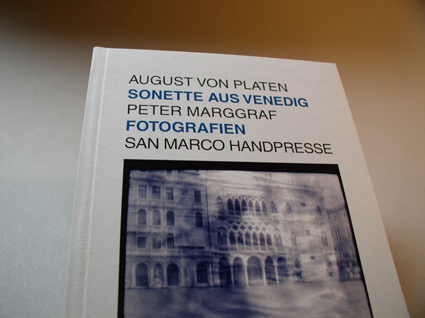 AUGUST VON PLATEN
SONETTE AUS VENEDIG
PETER MARGGRAF
FOTOGRAFIEN
SAN MARCO HANDPRESSE